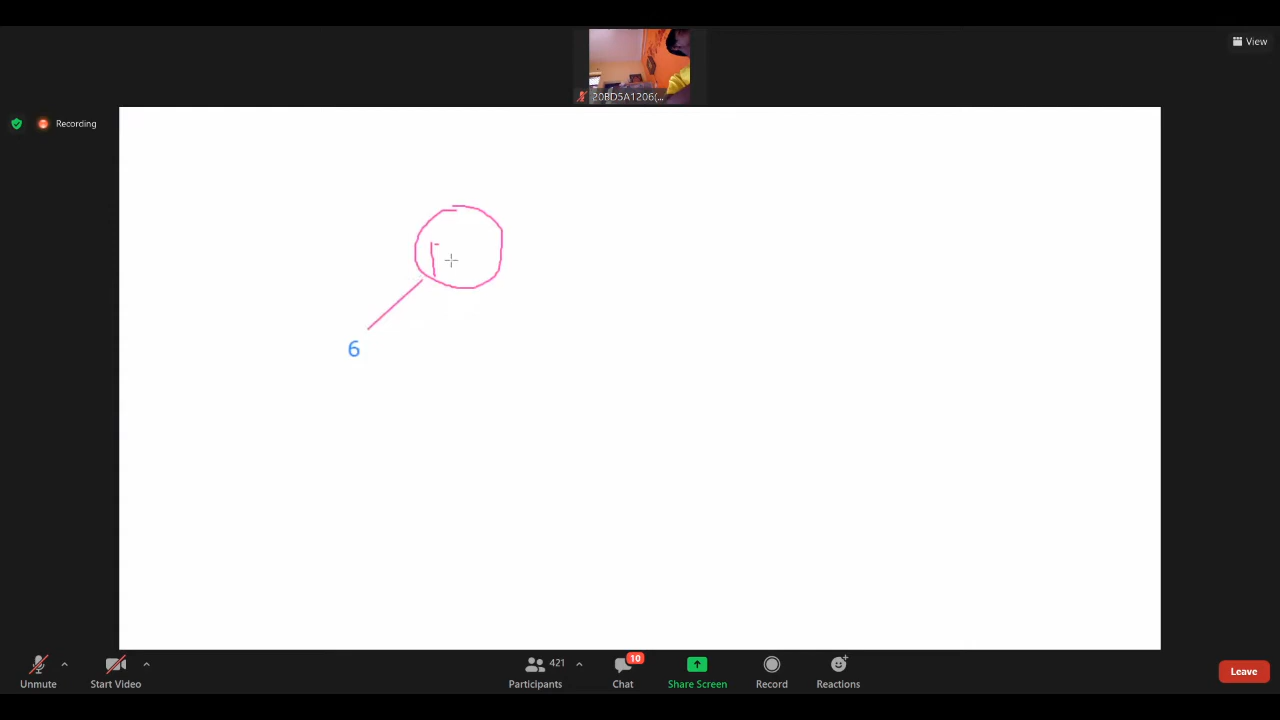 View
20BD5A1206(...
Recording
6
Unmute
Start Video
421
Participants
10
Chat
Share Screen
Record
Reactions
Leave